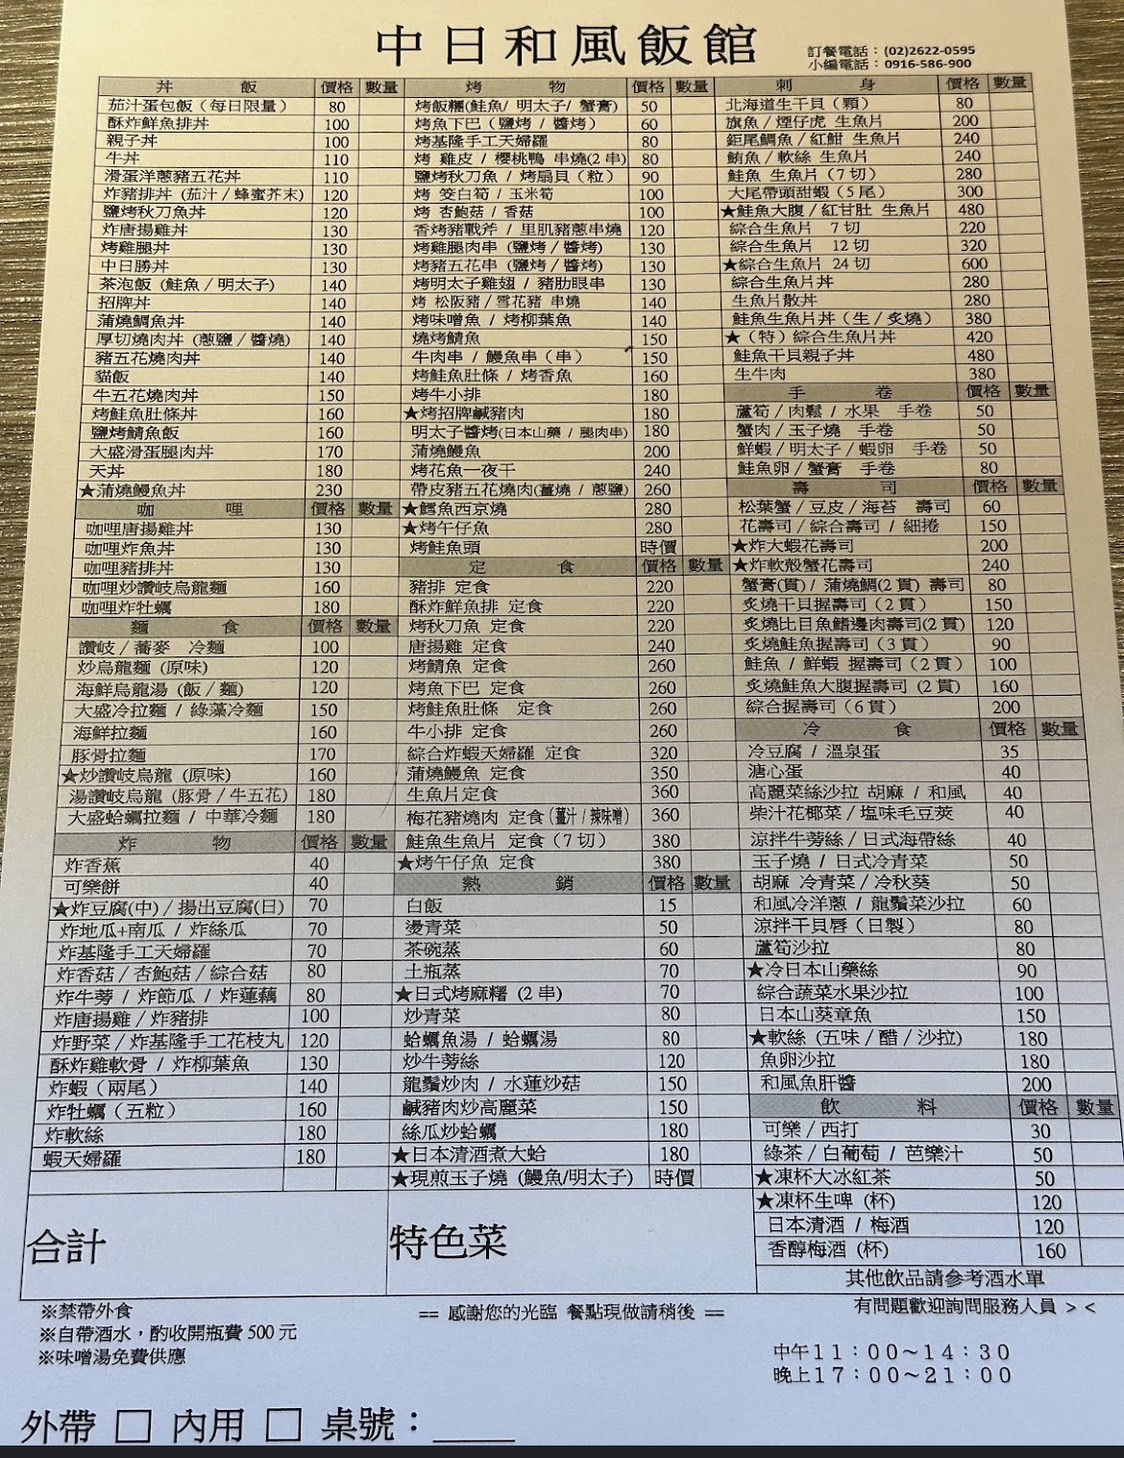 中日和風飯館
訂餐電話：(02)2622-0595
小編電話：0916-586-900
丼 飯 價格 數量
茄汁蛋包飯（每日限量） 80
酥炸鮮魚排丼 100
親子丼 100
牛丼 110
滑蛋洋蔥豬五花丼 110
炸豬排丼 (茄汁 / 蜂蜜芥末) 120
鹽烤秋刀魚丼 120
炸唐揚雞丼 130
烤雞腿丼 130
中日勝丼 130
茶泡飯 (鮭魚 / 明太子) 140
招牌丼 140
蒲燒鯛魚丼 140
厚切燒肉丼 (蔥鹽 / 醬燒) 140
豬五花燒肉丼 140
貓飯 140
牛五花燒肉丼 150
烤鮭魚肚條丼 160
鹽烤鯖魚飯 160
大盛滑蛋腿肉丼 170
天丼 180
★蒲燒鰻魚丼 230
咖 哩 價格 數量
咖哩唐揚雞丼 130
咖哩炸魚丼 130
咖哩豬排丼 130
咖哩炒讚岐烏龍麵 160
咖哩炸牡蠣 180
麵 食 價格 數量
讚岐 / 蕎麥 冷麵 100
炒烏龍麵 (原味) 120
海鮮烏龍湯 (飯 / 麵) 120
大盛冷拉麵 / 綠藻冷麵 150
海鮮拉麵 160
豚骨拉麵 170
★炒讚岐烏龍 (原味) 160
湯讚岐烏龍 (豚骨 / 牛五花) 180
大盛蛤蠣拉麵 / 中華冷麵 180
炸 物 價格 數量
炸香蕉 40
可樂餅 40
★炸豆腐(中) / 揚出豆腐(日) 70
炸地瓜+南瓜 / 炸絲瓜 70
炸基隆手工天婦羅 70
炸香菇 / 杏鮑菇 / 綜合菇 80
炸牛蒡 / 炸節瓜 / 炸蓮藕 80
炸唐揚雞 / 炸豬排 100
炸野菜 / 炸基隆手工花枝丸 120
酥炸雞軟骨 / 炸柳葉魚 130
炸蝦（兩尾） 140
炸牡蠣（五粒） 160
炸軟絲 180
蝦天婦羅 180
合計
烤 物 價格 數量
烤飯糰(鮭魚/ 明太子/ 蟹膏) 50
烤魚下巴（鹽烤 / 醬烤） 60
烤基隆手工天婦羅 80
烤 雞皮 / 櫻桃鴨 串燒(2 串) 80
鹽烤秋刀魚 / 烤扇貝（粒） 90
烤 筊白筍 / 玉米筍 100
烤 杏鮑菇 / 香菇 100
香烤豬戰斧 / 里肌豬蔥串燒 120
烤雞腿肉串 (鹽烤 / 醬烤) 130
烤豬五花串 (鹽烤 / 醬烤) 130
烤明太子雞翅 / 豬肋眼串 130
烤 松阪豬 / 雪花豬 串燒 140
烤味噌魚 / 烤柳葉魚 140
燒烤鯖魚 150
牛肉串 / 鰻魚串（串） 150
烤鮭魚肚條 / 烤香魚 160
烤牛小排 180
★烤招牌鹹豬肉 180
明太子醬烤(日本山藥 / 腿肉串) 180
蒲燒鰻魚 200
烤花魚一夜干 240
帶皮豬五花燒肉(薑燒 / 蔥鹽) 260
★鱈魚西京燒 280
★烤午仔魚 280
烤鮭魚頭 時價
定 食 價格 數量
豬排 定食 220
酥炸鮮魚排 定食 220
烤秋刀魚 定食 220
唐揚雞 定食 240
烤鯖魚 定食 260
烤魚下巴 定食 260
烤鮭魚肚條 定食 260
牛小排 定食 260
綜合炸蝦天婦羅 定食 320
蒲燒鰻魚 定食 350
生魚片定食 360
梅花豬燒肉 定食 (薑汁 / 辣味噌) 360
鮭魚生魚片 定食（7 切） 380
★烤午仔魚 定食 380
熱 銷 價格 數量
白飯 15
燙青菜 50
茶碗蒸 60
土瓶蒸 70
★日式烤麻糬 (2 串) 70
炒青菜 80
蛤蠣魚湯 / 蛤蠣湯 80
炒牛蒡絲 120
龍鬚炒肉 / 水蓮炒菇 150
鹹豬肉炒高麗菜 150
絲瓜炒蛤蠣 180
★日本清酒煮大蛤 180
★現煎玉子燒 (鰻魚/明太子) 時價
特色菜
刺 身 價格 數量
北海道生干貝（顆） 80
旗魚 / 煙仔虎 生魚片 200
鉅尾鯛魚 / 紅魽 生魚片 240
鮪魚 / 軟絲 生魚片 240
鮭魚 生魚片 (7 切) 280
大尾帶頭甜蝦（5 尾） 300
★鮭魚大腹 / 紅甘肚 生魚片 480
綜合生魚片 7 切 220
綜合生魚片 12 切 320
★綜合生魚片 24 切 600
綜合生魚片丼 280
生魚片散丼 280
鮭魚生魚片丼（生 / 炙燒） 380
★（特）綜合生魚片丼 420
鮭魚干貝親子丼 480
生牛肉 380
手 卷 價格 數量
蘆筍 / 肉鬆 / 水果 手卷 50
蟹肉 / 玉子燒 手卷 50
鮮蝦 / 明太子 / 蝦卵 手卷 50
鮭魚卵 / 蟹膏 手卷 80
壽 司 價格 數量
松葉蟹 / 豆皮 / 海苔 壽司 60
花壽司 / 綜合壽司 / 細捲 150
★炸大蝦花壽司 200
★炸軟殼蟹花壽司 240
蟹膏(貫) / 蒲燒鯛(2 貫) 壽司 80
炙燒干貝握壽司（2 貫） 150
炙燒比目魚鰭邊肉壽司(2 貫) 120
炙燒鮭魚握壽司（3 貫） 90
鮭魚 / 鮮蝦 握壽司（2 貫） 100
炙燒鮭魚大腹握壽司 (2 貫) 160
綜合握壽司（6 貫） 200
冷 食 價格 數量
冷豆腐 / 溫泉蛋 35
溏心蛋 40
高麗菜絲沙拉 胡麻 / 和風 40
柴汁花椰菜 / 塩味毛豆莢 40
涼拌牛蒡絲 / 日式海帶絲 40
玉子燒 / 日式冷青菜 50
胡麻 冷青菜 / 冷秋葵 50
和風冷洋蔥 / 龍鬚菜沙拉 60
涼拌干貝唇（日製） 80
蘆筍沙拉 80
★冷日本山藥絲 90
綜合蔬菜水果沙拉 100
日本山葵章魚 150
★軟絲 (五味 / 醋 / 沙拉) 180
魚卵沙拉 180
和風魚肝醬 200
飲 料 價格 數量
可樂 / 西打 30
綠茶 / 白葡萄 / 芭樂汁 50
★凍杯大冰紅茶 50
★凍杯生啤 (杯) 120
日本清酒 / 梅酒 120
香醇梅酒 (杯) 160
其他飲品請參考酒水單
※禁帶外食
※自帶酒水，酌收開瓶費 500 元
※味噌湯免費供應
== 感謝您的光臨 餐點現做請稍後 ==
有問題歡迎詢問服務人員 > <
中午11：00～14：30
晚上17：00～21：00
外帶 □ 內用 □ 桌號：____